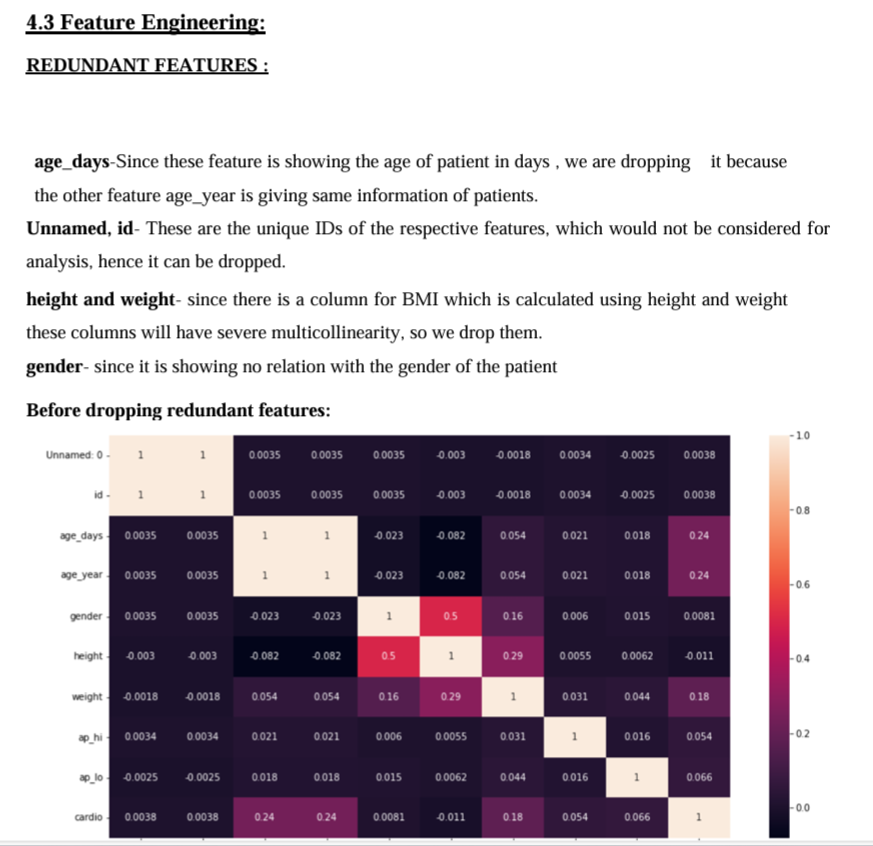 4.3 Feature Engineering:
REDUNDANT FEATURES :
age_days-Since these feature is showing the age of patient in days , we are dropping it because
the other feature age_year is giving same information of patients.
Unnamed, id- These are the unique IDs of the respective features, which would not be considered for
analysis, hence it can be dropped.
height and weight- since there is a column for BMI which is calculated using height and weight
these columns will have severe multicollinearity, so we drop them.
gender- since it is showing no relation with the gender of the patient
Before dropping redundant features:
Unnamed: 0 1 1 0.0035 0.0035 0.0035 -0.003 -0.0018 0.0034 -0.0025 0.0038
id 1 1 0.0035 0.0035 0.0035 -0.003 -0.0018 0.0034 -0.0025 0.0038
age_days 0.0035 0.0035 1 1 -0.023 -0.082 0.054 0.021 0.018 0.24
age_year 0.0035 0.0035 1 1 -0.023 -0.082 0.054 0.021 0.018 0.24
gender 0.0035 0.0035 -0.023 -0.023 1 0.5 0.16 0.006 0.015 0.0081
height -0.003 -0.003 -0.082 -0.082 0.5 1 0.29 0.0055 0.0062 -0.011
weight -0.0018 -0.0018 0.054 0.054 0.16 0.29 1 0.031 0.044 0.18
ap_hi 0.0034 0.0034 0.021 0.021 0.006 0.0055 0.031 1 0.016 0.054
ap_lo -0.0025 -0.0025 0.018 0.018 0.015 0.0062 0.044 0.016 1 0.066
cardio 0.0038 0.0038 0.24 0.24 0.0081 -0.011 0.18 0.054 0.066 1
1.0
0.8
0.6
0.4
0.2
0.0